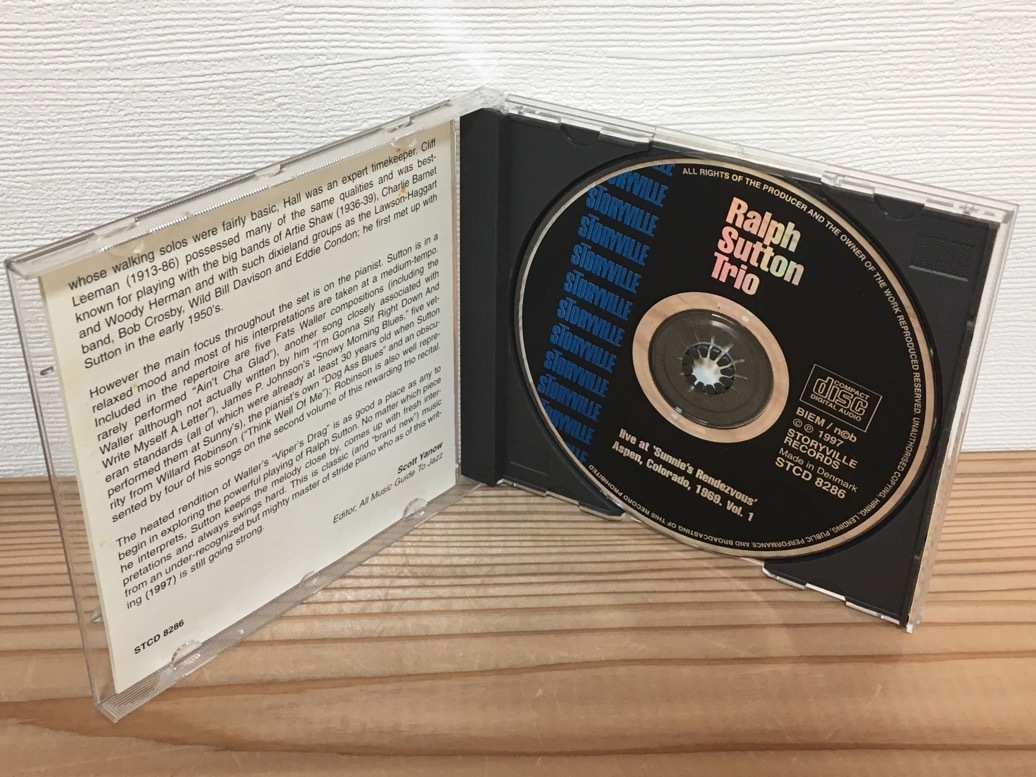 whose walking solos were fairly basic, Hall was an expert timekeeper. Cliff
Leeman (1913-86) possessed many of the same qualities and was best-
known for playing with the big bands of Artie Shaw (1936-39), Charlie Barnet
and Woody Herman and with such dixieland groups as the Lawson-Haggart
band, Bob Crosby, Wild Bill Davison and Eddie Condon; he first met up with
Sutton in the early 1950's.
However the main focus throughout the set is on the pianist. Sutton is in a
relaxed mood and most of his interpretations are taken at a medium-tempo.
Included in the repertoire are five Fats Waller compositions (including the
rarely performed "Ain't Cha Glad"), another song closely associated with
Waller although not actually written by him "I'm Gonna Sit Right Down And
Write Myself A Letter"), James P. Johnson's "Snowy Morning Blues," five vet-
eran standards (all of which were already at least 30 years old when Sutton
performed them at Sunny's), the pianist's own "Dog Ass Blues" and an obscu-
rity from Willard Robinson ("Think Well Of Me"); Robinson is also well repre-
sented by four of his songs on the second volume of this rewarding trio recital.
The heated rendition of Waller's "Viper's Drag" is as good a place as any to
begin in exploring the powerful playing of Ralph Sutton. No matter which piece
he interprets, Sutton keeps the melody close by, comes up with fresh inter-
pretations and always swings hard. This is classic (and "brand new") music
from an under-recognized but mighty master of stride piano who as of this writ-
ing (1997) is still going strong.
Scott Yanow
Editor, All Music Guide To Jazz
STCD 8286
STORYVILLE
STORYVILLE
STORYVILLE
STORYVILLE
STORYVILLE
STORYVILLE
STORYVILLE
STORYVILLE
STORYVILLE
Ralph
Sutton
Trio
live at 'Sunnie's Rendezvous'
Aspen, Colorado, 1969. Vol. 1
COMPACT
disc
DIGITAL AUDIO
BIEM / n©b
© ℗ 1997
STORYVILLE
RECORDS
Made in Denmark
STCD 8286
ALL RIGHTS OF THE PRODUCER AND THE OWNER OF THE WORK REPRODUCED RESERVED. UNAUTHORISED COPYING, HIRING, LENDING, PUBLIC PERFORMANCE AND BROADCASTING OF THIS RECORD PROHIBITED